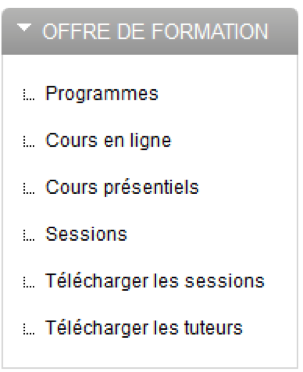 OFFRE DE FORMATION
Programmes
Cours en ligne
Cours présentiels
Sessions
Télécharger les sessions
Télécharger les tuteurs